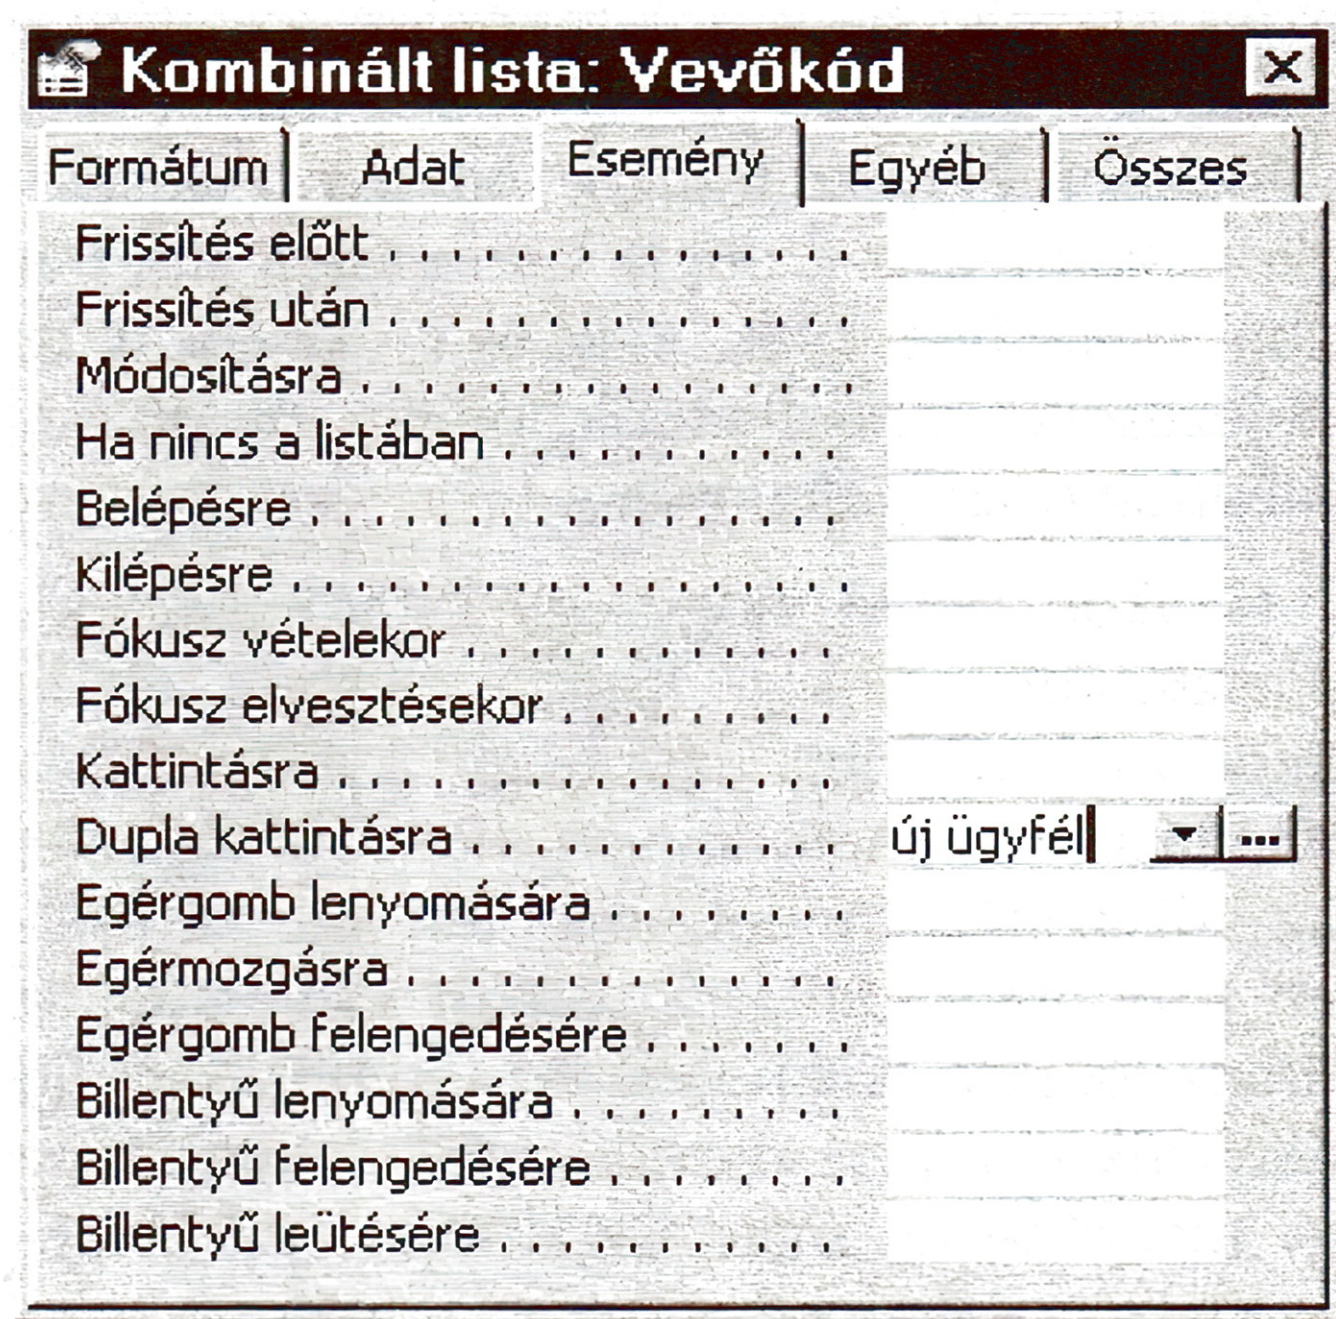 Kombinált lista: Vevőkód
Formátum Adat Esemény Egyéb Összes
Frissítés előtt . . . . . . . . . . . . . . .
Frissítés után . . . . . . . . . . . . . . .
Módosításra . . . . . . . . . . . . . . . .
Ha nincs a listában . . . . . . . . . . .
Belépésre . . . . . . . . . . . . . . . . .
Kilépésre . . . . . . . . . . . . . . . . . .
Fókusz vételekor . . . . . . . . . . . .
Fókusz elvesztésekor . . . . . . . . .
Kattintásra . . . . . . . . . . . . . . . .
Dupla kattintásra . . . . . . . . . . . . új ügyfél ...
Egérgomb lenyomására . . . . . . . .
Egérmozgásra . . . . . . . . . . . . . .
Egérgomb felengedésére . . . . . . .
Billentyű lenyomására . . . . . . . . .
Billentyű felengedésére . . . . . . . .
Billentyű leütésére . . . . . . . . . . .